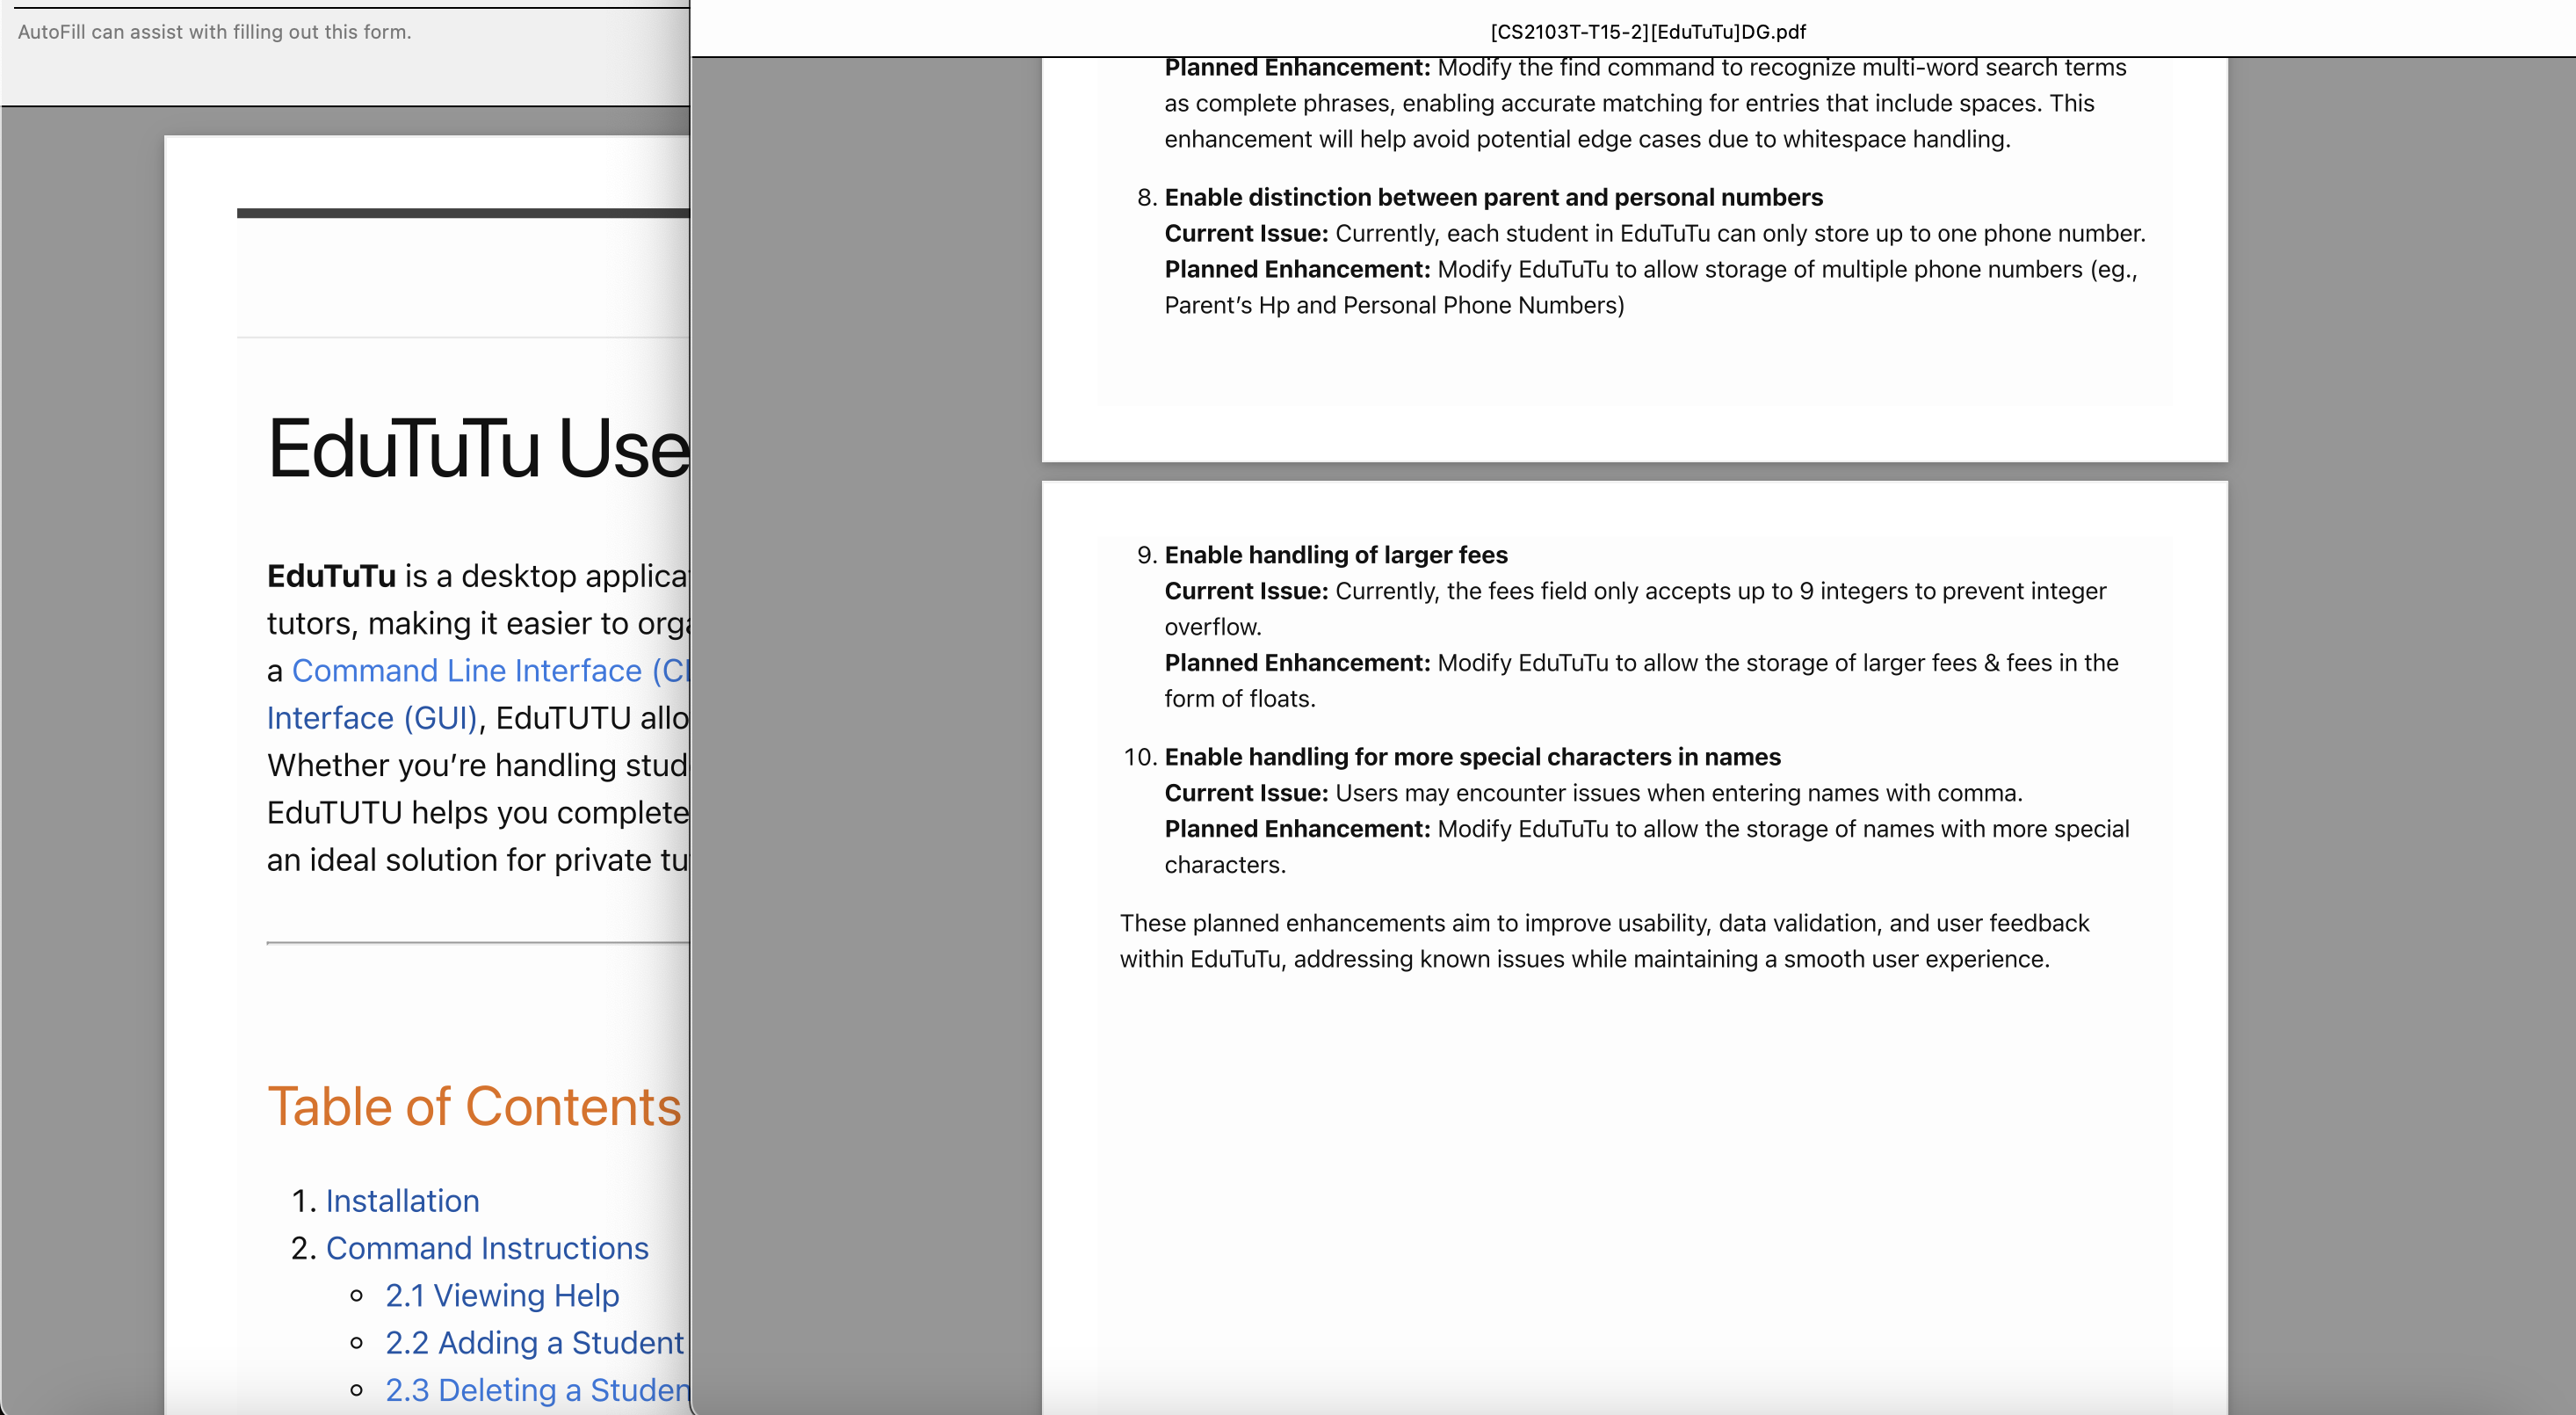 AutoFill can assist with filling out this form.
EduTuTu Use
EduTuTu is a desktop applica
tutors, making it easier to orga
a Command Line Interface (CL
Interface (GUI), EduTUTU allo
Whether you’re handling stud
EduTUTU helps you complete
an ideal solution for private tu
Table of Contents
1. Installation
2. Command Instructions
2.1 Viewing Help
2.2 Adding a Student
2.3 Deleting a Studen
[CS2103T-T15-2][EduTuTu]DG.pdf
Planned Enhancement: Modify the find command to recognize multi-word search terms
as complete phrases, enabling accurate matching for entries that include spaces. This
enhancement will help avoid potential edge cases due to whitespace handling.
8. Enable distinction between parent and personal numbers
Current Issue: Currently, each student in EduTuTu can only store up to one phone number.
Planned Enhancement: Modify EduTuTu to allow storage of multiple phone numbers (eg.,
Parent’s Hp and Personal Phone Numbers)
9. Enable handling of larger fees
Current Issue: Currently, the fees field only accepts up to 9 integers to prevent integer
overflow.
Planned Enhancement: Modify EduTuTu to allow the storage of larger fees & fees in the
form of floats.
10. Enable handling for more special characters in names
Current Issue: Users may encounter issues when entering names with comma.
Planned Enhancement: Modify EduTuTu to allow the storage of names with more special
characters.
These planned enhancements aim to improve usability, data validation, and user feedback
within EduTuTu, addressing known issues while maintaining a smooth user experience.